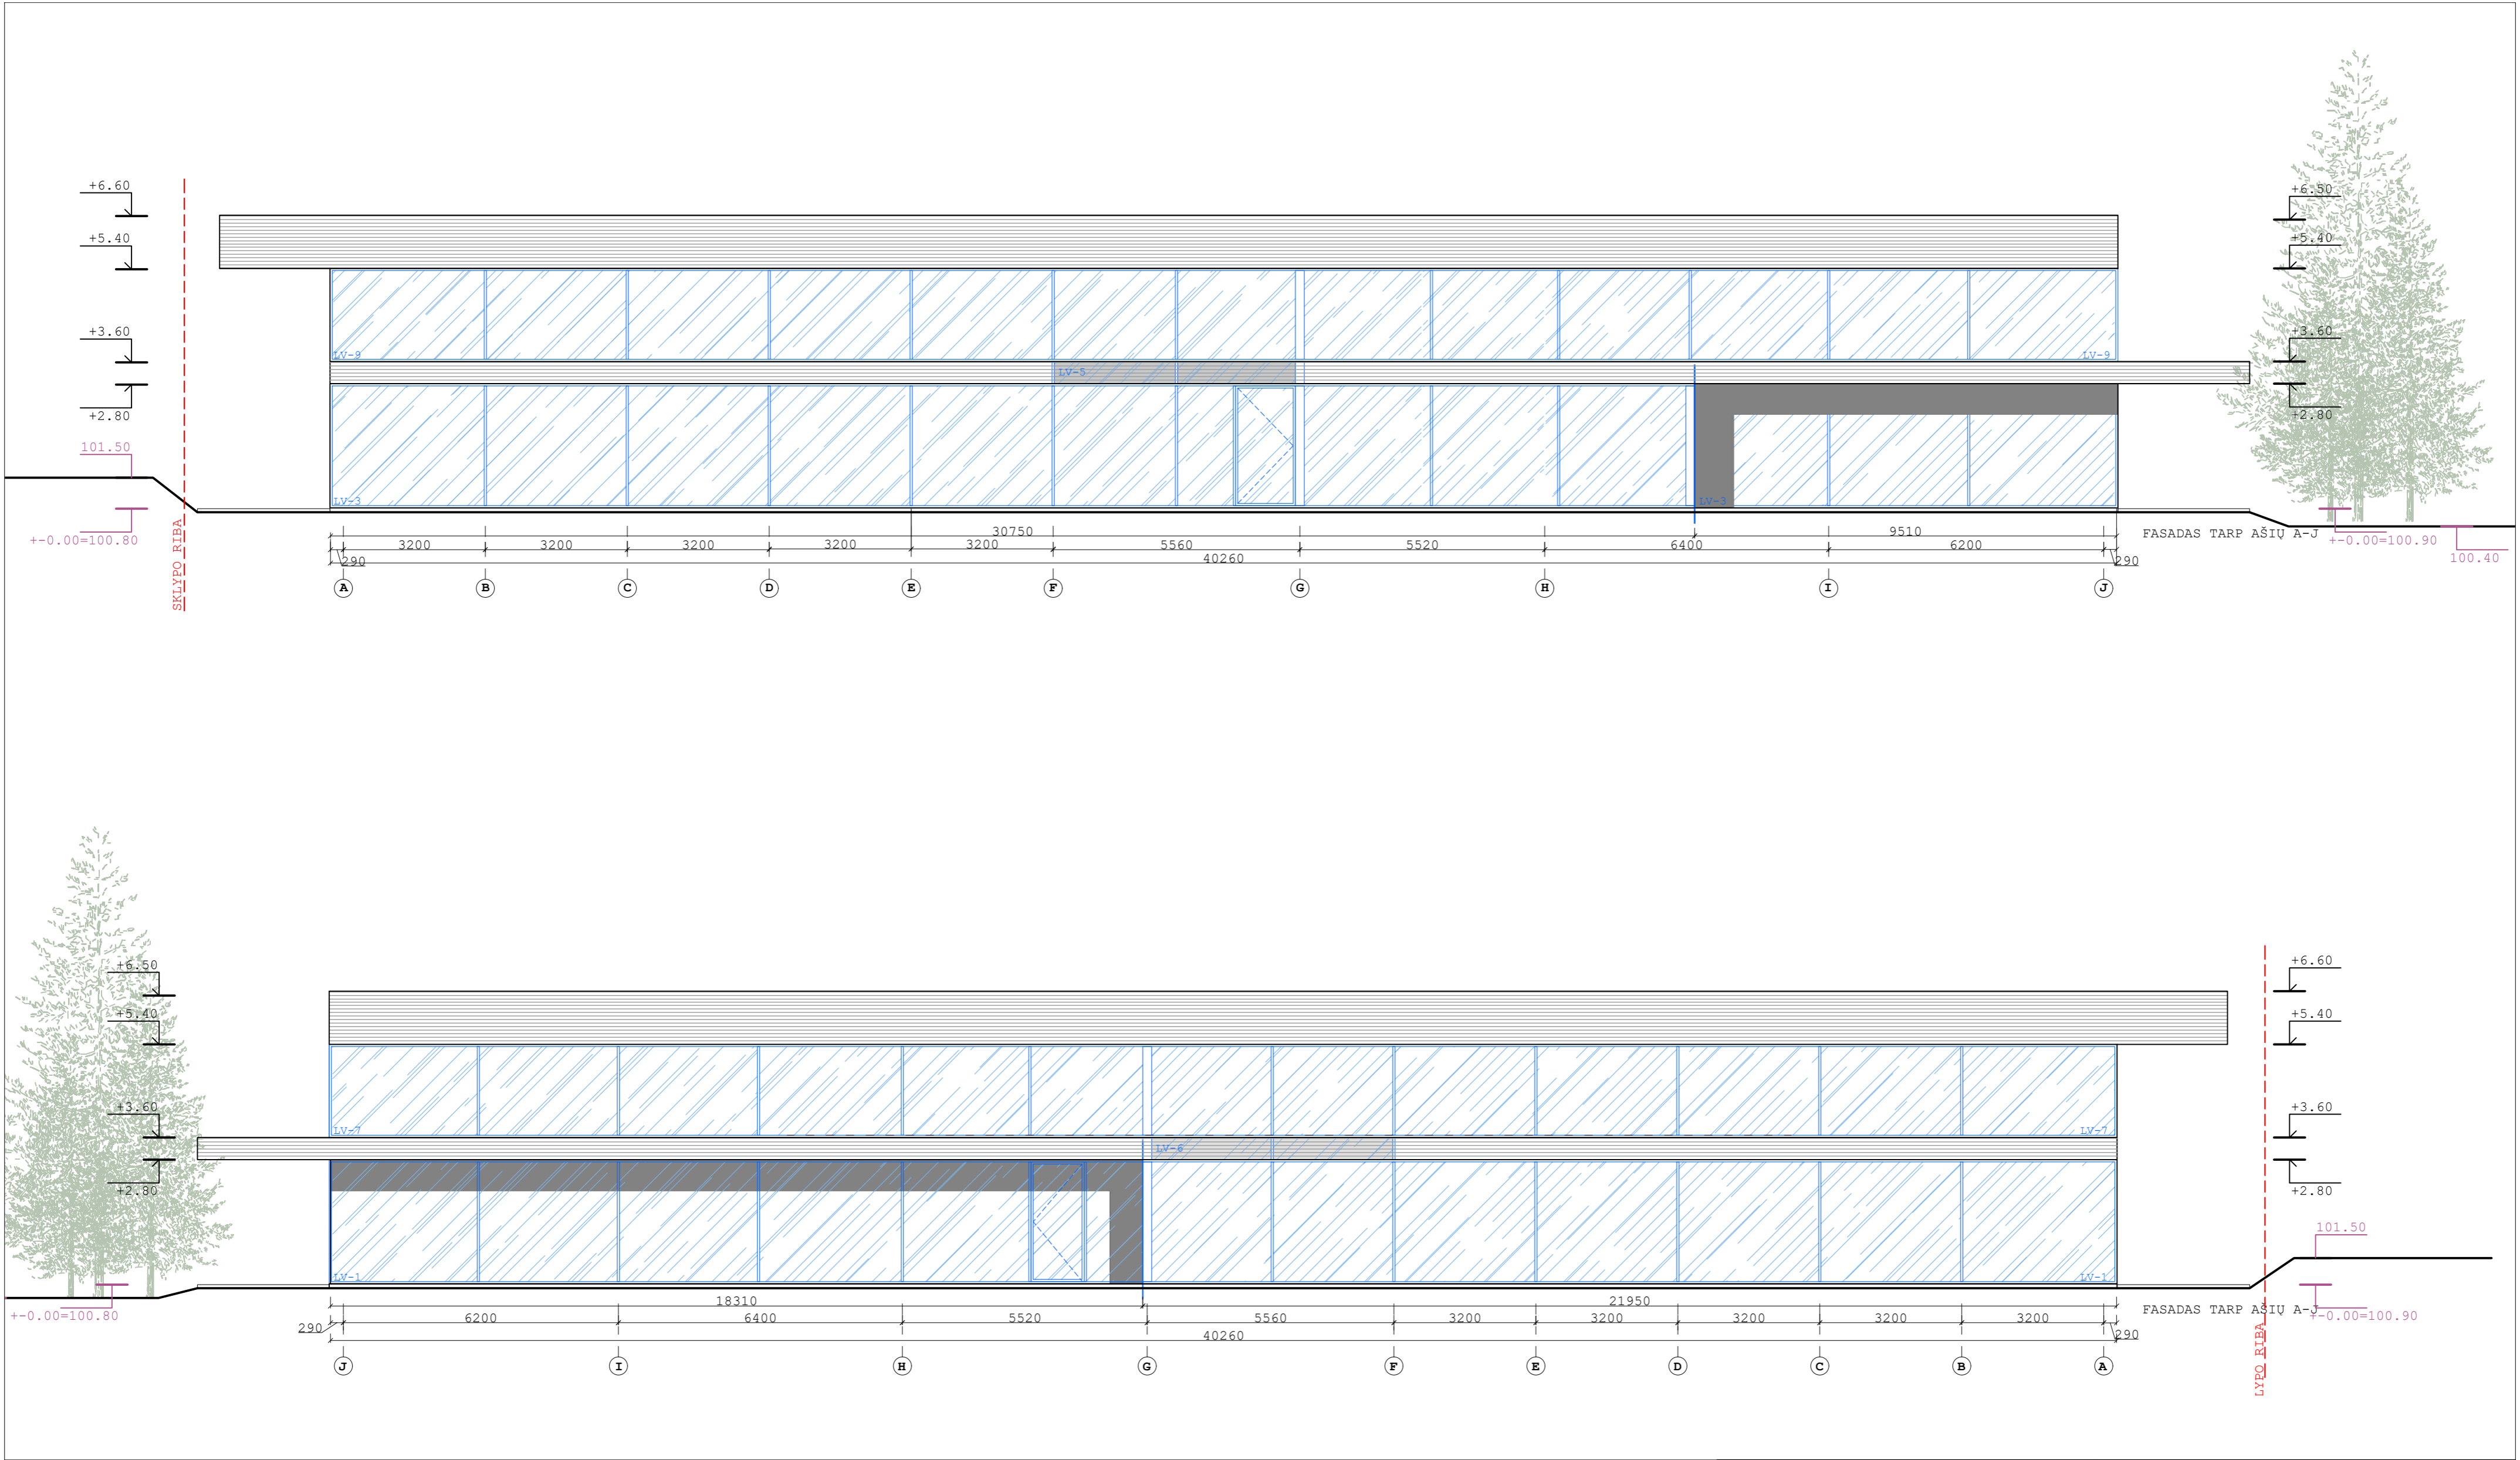 +6.60
+5.40
+3.60
+2.80
101.50
+-0.00=100.80
SKLYPO RIBA
+6.50
+5.40
+3.60
+2.80
+-0.00=100.90
100.40
LV-9
LV-9
LV-5
LV-3
LV-3
30750
9510
FASADAS TARP AŠIŲ A-J
3200
3200
3200
3200
3200
5560
5520
6400
6200
290
40260
290
A
B
C
D
E
F
G
H
I
J
+6.50
+5.40
+3.60
+2.80
+-0.00=100.80
+6.60
+5.40
+3.60
+2.80
101.50
+-0.00=100.90
LYPO RIBA
LV-7
LV-7
LV-6
LV-1
LV-1
18310
21950
FASADAS TARP AŠIŲ A-J
290
6200
6400
5520
5560
3200
3200
3200
3200
3200
290
40260
J
I
H
G
F
E
D
C
B
A